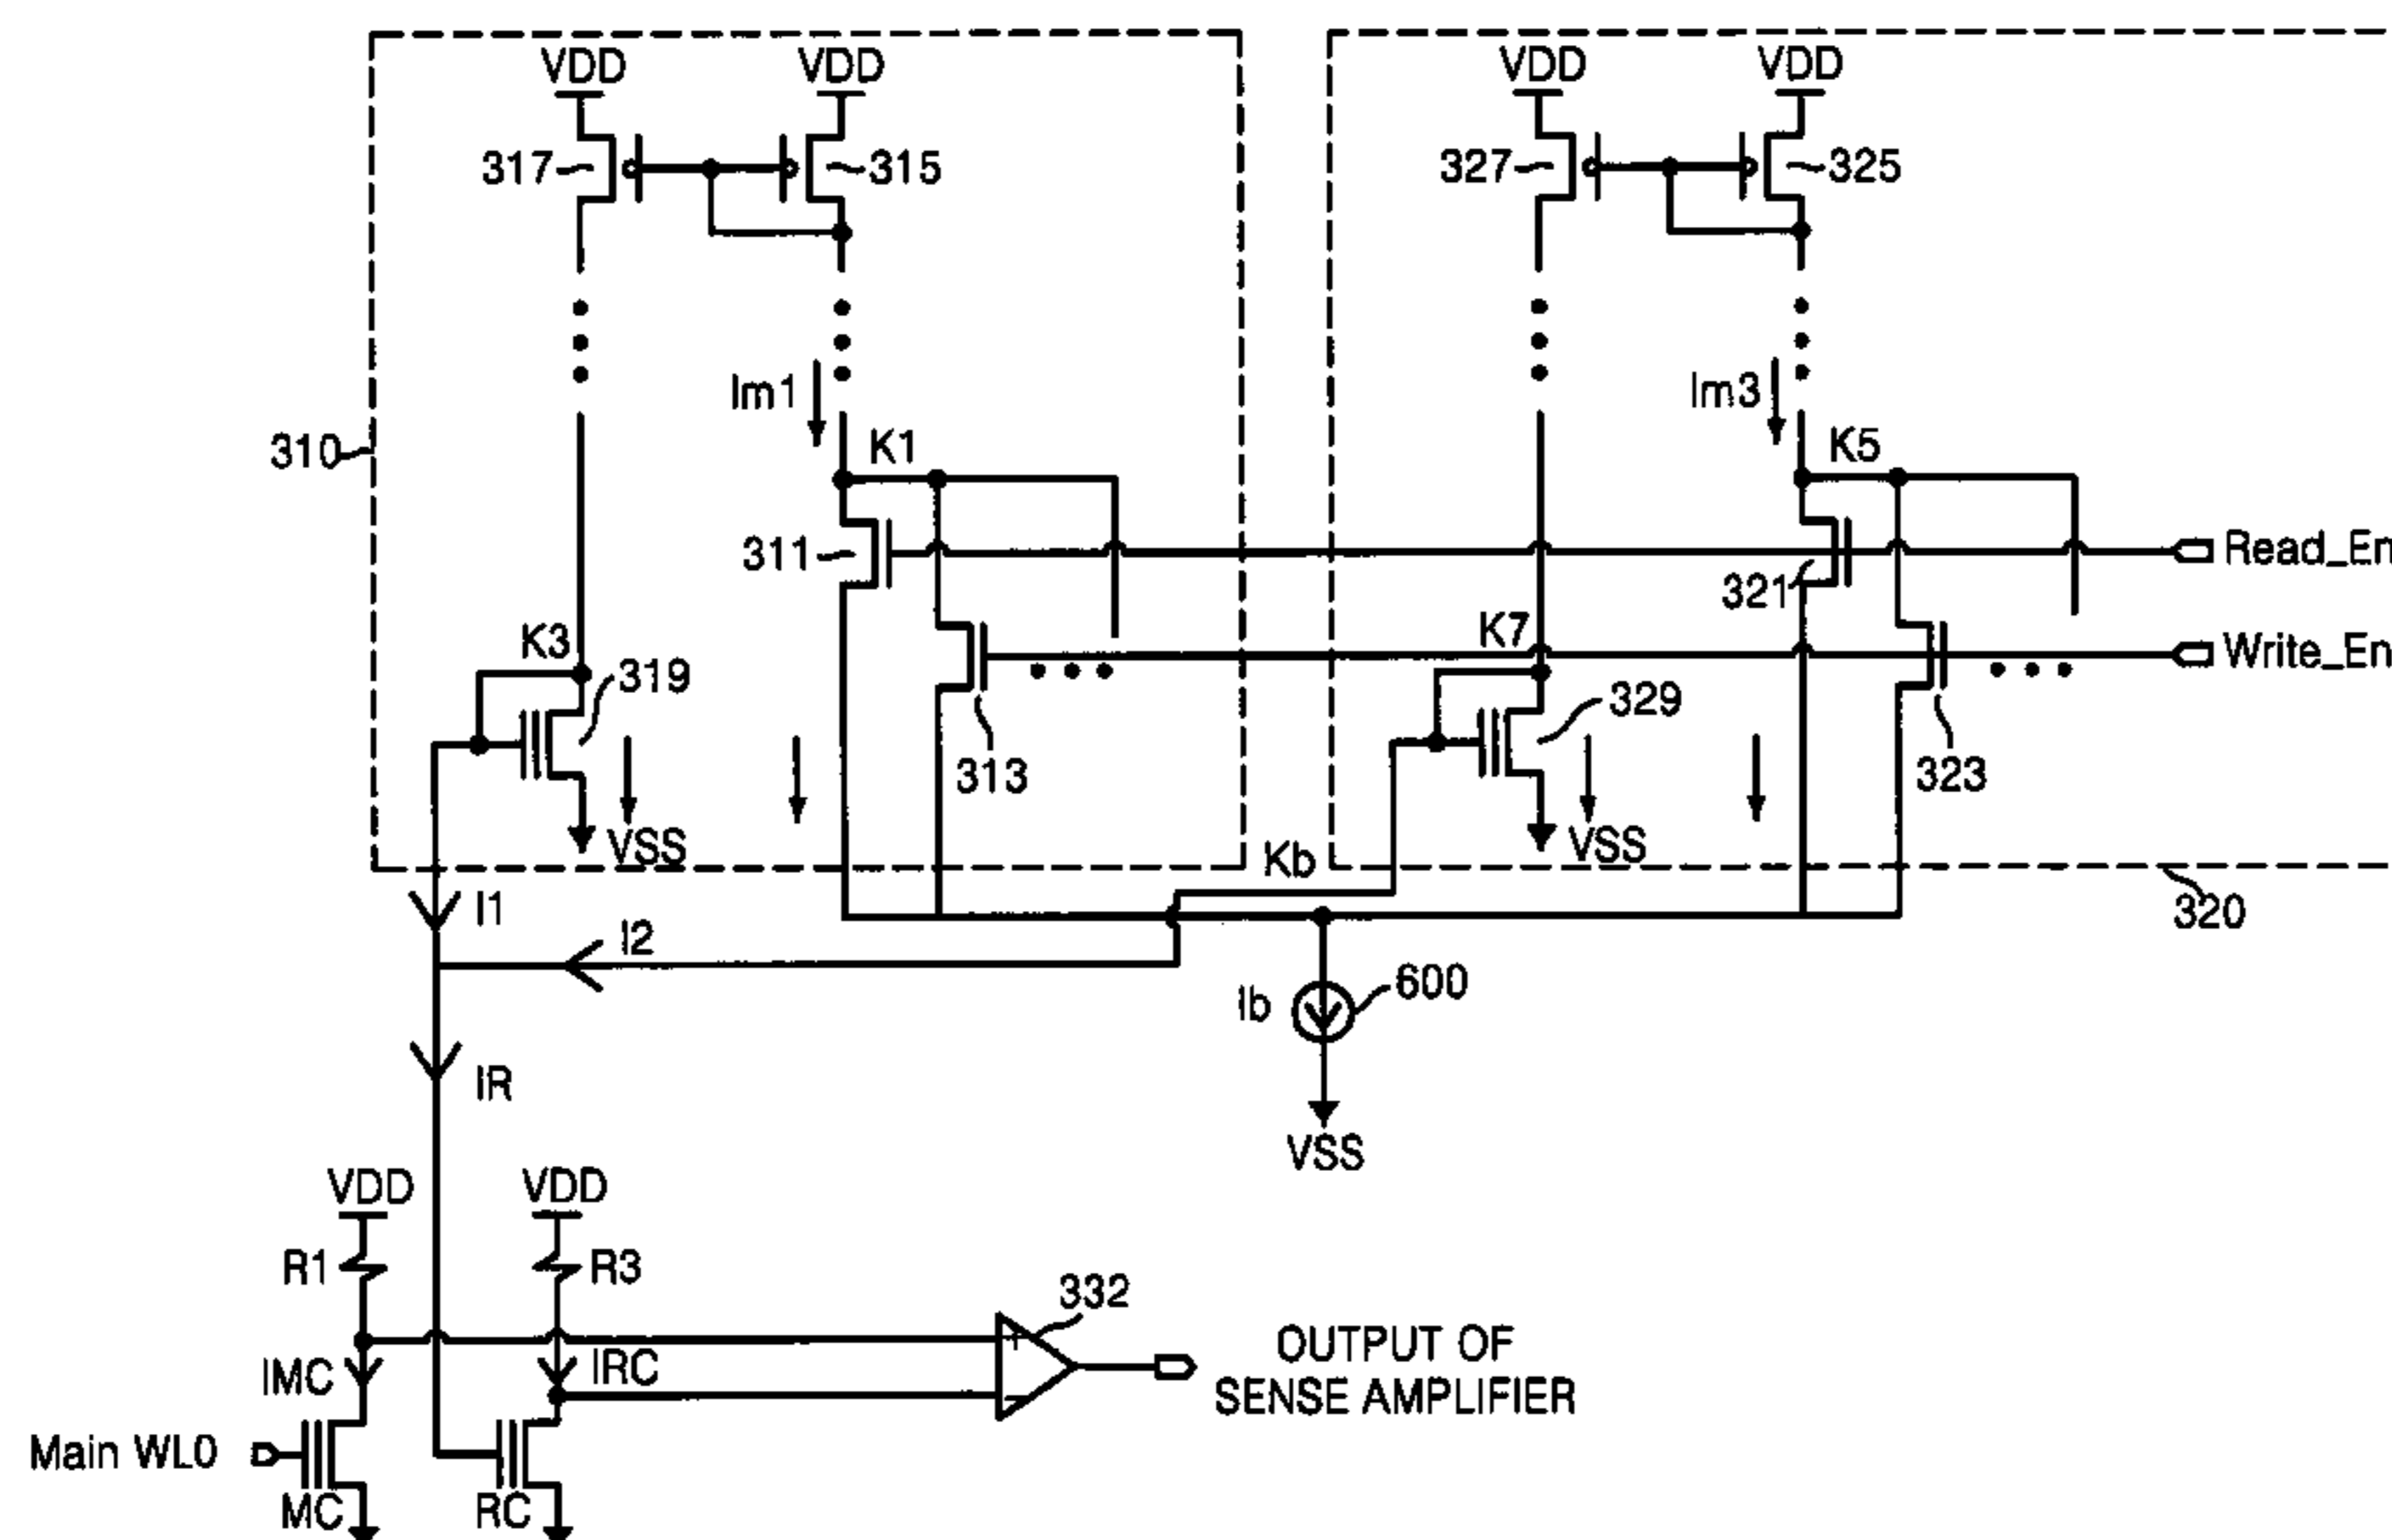 VDD VDD VDD VDD
317 315 327 325
Im1 Im3
310 K1 K5
311 Read_En
321
K3 K7 Write_En
319 329
313 323
VSS VSS
Kb
I1 320
I2
Ib 600
IR
VSS
VDD VDD
R1 R3
332
IMC IRC + OUTPUT OF
− SENSE AMPLIFIER
Main WL0
MC RC